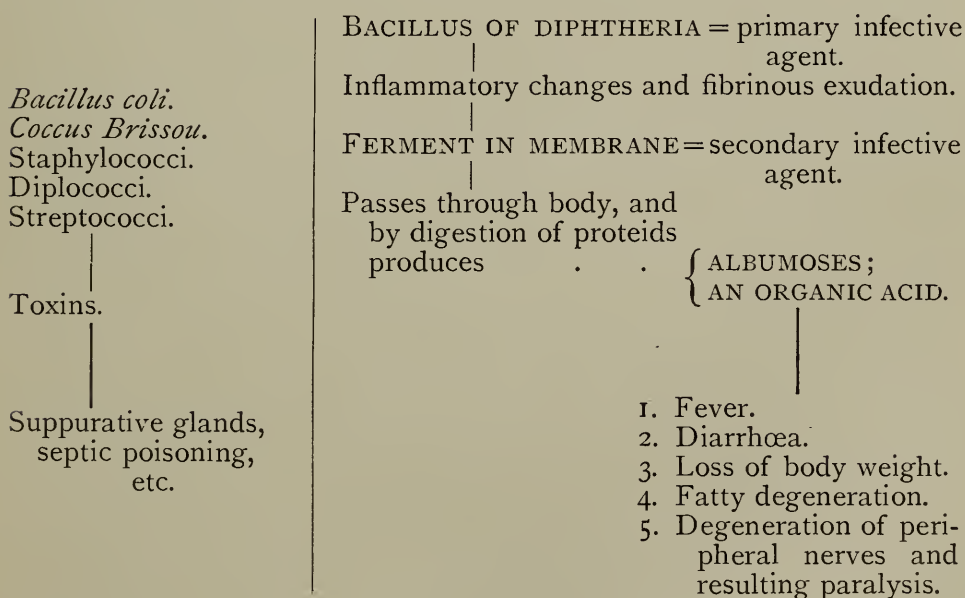 Bacillus coli.
Coccus Brissou.
Staphylococci.
Diplococci.
Streptococci.
Toxins.
Suppurative glands,
septic poisoning,
etc.
BACILLUS OF DIPHTHERIA = primary infective
agent.
Inflammatory changes and fibrinous exudation.
FERMENT IN MEMBRANE = secondary infective
agent.
Passes through body, and
by digestion of proteids
produces . . { ALBUMOSES;
AN ORGANIC ACID.
1. Fever.
2. Diarrhœa.
3. Loss of body weight.
4. Fatty degeneration.
5. Degeneration of peri-
pheral nerves and
resulting paralysis.